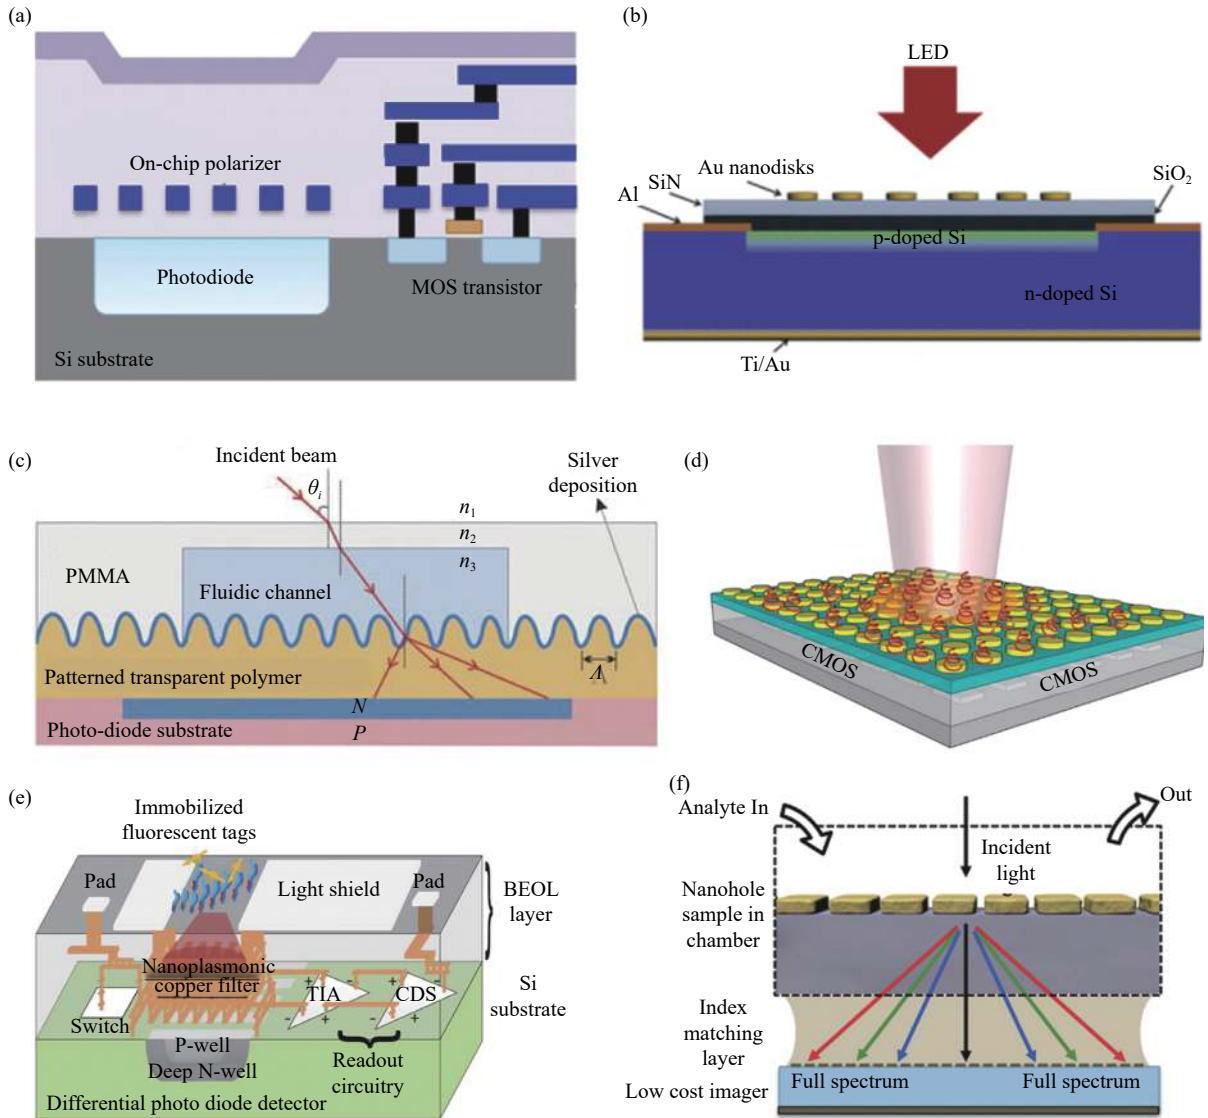 (a)
On-chip polarizer
Photodiode
MOS transistor
Si substrate
(b)
LED
Au nanodisks
SiN
SiO2
Al
p-doped Si
n-doped Si
Ti/Au
(c)
Incident beam
θi
Silver
deposition
n1
n2
n3
PMMA
Fluidic channel
Λ
Patterned transparent polymer
N
Photo-diode substrate
P
(d)
CMOS
CMOS
(e)
Immobilized
fluorescent tags
Pad
Light shield
Pad
BEOL
layer
Nanoplasmonic
copper filter
TIA
CDS
+
-
-
+
+
-
-
+
Si
substrate
Switch
P-well
Deep N-well
Readout
circuitry
Differential photo diode detector
(f)
Analyte In
Out
Incident
light
Nanohole
sample in
chamber
Index
matching
layer
Low cost imager
Full spectrum
Full spectrum